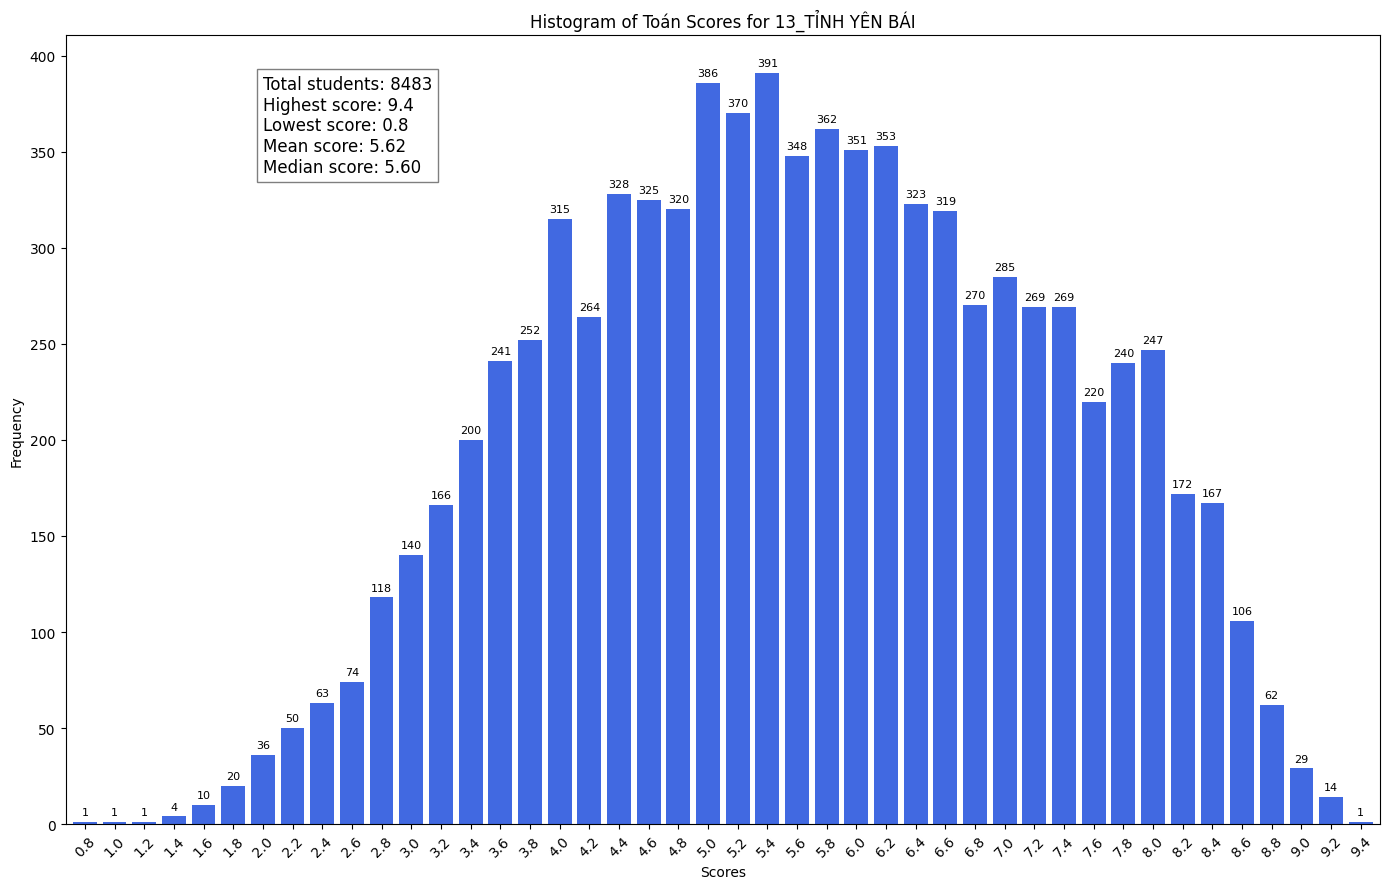 Histogram of Toán Scores for 13_TỈNH YÊN BÁI
Total students: 8483
Highest score: 9.4
Lowest score: 0.8
Mean score: 5.62
Median score: 5.60
Frequency
400
350
300
250
200
150
100
50
0
1 1 1 4 10 20 36 50 63 74 118 140 166 200 241 252 315 264 328 325 320 386 370 391 348 362 351 353 323 319 270 285 269 269 220 240 247 172 167 106 62 29 14 1
0.8 1.0 1.2 1.4 1.6 1.8 2.0 2.2 2.4 2.6 2.8 3.0 3.2 3.4 3.6 3.8 4.0 4.2 4.4 4.6 4.8 5.0 5.2 5.4 5.6 5.8 6.0 6.2 6.4 6.6 6.8 7.0 7.2 7.4 7.6 7.8 8.0 8.2 8.4 8.6 8.8 9.0 9.2 9.4
Scores